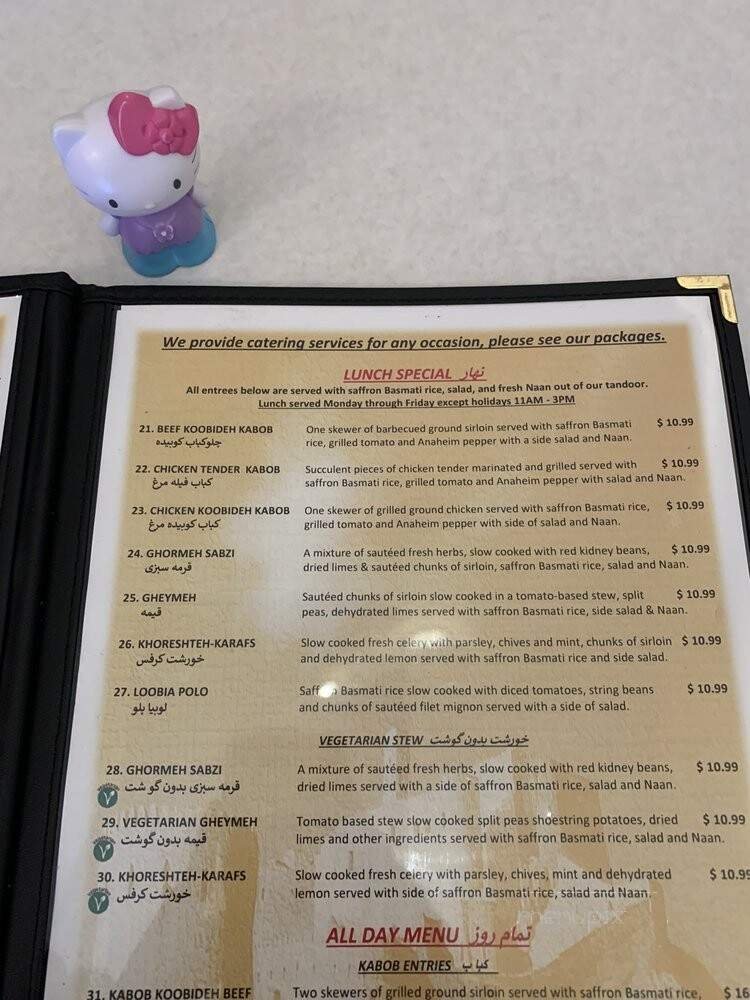 We provide catering services for any occasion, please see our packages.
LUNCH SPECIAL نهار
All entrees below are served with saffron Basmati rice, salad, and fresh Naan out of our tandoor.
Lunch served Monday through Friday except holidays 11AM - 3PM
21. BEEF KOOBIDEH KABOB One skewer of barbecued ground sirloin served with saffron Basmati $ 10.99
چلوکباب کوبیده rice, grilled tomato and Anaheim pepper with a side salad and Naan.
22. CHICKEN TENDER KABOB Succulent pieces of chicken tender marinated and grilled served with $ 10.99
کباب فیله مرغ saffron Basmati rice, grilled tomato and Anaheim pepper with salad and Naan.
23. CHICKEN KOOBIDEH KABOB One skewer of grilled ground chicken served with saffron Basmati rice, $ 10.99
کباب کوبیده مرغ grilled tomato and Anaheim pepper with side of salad and Naan.
24. GHORMEH SABZI A mixture of sautéed fresh herbs, slow cooked with red kidney beans, $ 10.99
قرمه سبزی dried limes & sautéed chunks of sirloin, saffron Basmati rice, salad and Naan.
25. GHEYMEH Sautéed chunks of sirloin slow cooked in a tomato-based stew, split $ 10.99
قیمه peas, dehydrated limes served with saffron Basmati rice, side salad & Naan.
26. KHORESHTEH-KARAFS Slow cooked fresh celery with parsley, chives and mint, chunks of sirloin $ 10.99
خورشت کرفس and dehydrated lemon served with saffron Basmati rice and side salad.
27. LOOBIA POLO Saffron Basmati rice slow cooked with diced tomatoes, string beans $ 10.99
لوبیا پلو and chunks of sautéed filet mignon served with a side of salad.
VEGETARIAN STEW خورشت بدون گوشت
28. GHORMEH SABZI A mixture of sautéed fresh herbs, slow cooked with red kidney beans, $ 10.99
قرمه سبزی بدون گو شت dried limes served with a side of saffron Basmati rice, salad and Naan.
29. VEGETARIAN GHEYMEH Tomato based stew slow cooked split peas shoestring potatoes, dried $ 10.99
قیمه بدون گوشت limes and other ingredients served with saffron Basmati rice, salad and Naan.
30. KHORESHTEH-KARAFS Slow cooked fresh celery with parsley, chives, mint and dehydrated $ 10.99
خورشت کرفس lemon served with side of saffron Basmati rice, salad and Naan.
ALL DAY MENU تمام روز
KABOB ENTRIES کبا ب
31. KABOB KOOBIDEH BEEF Two skewers of grilled ground sirloin served with saffron Basmati rice, $ 16